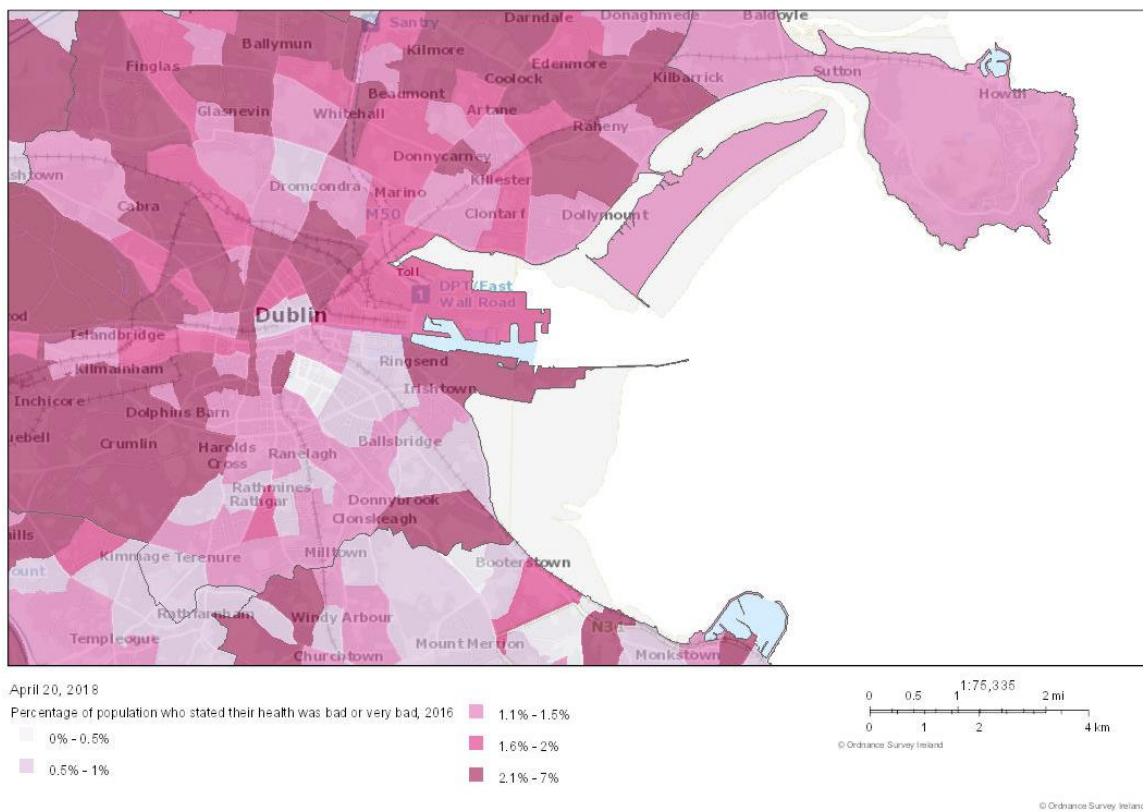 Darndale
Donaghmede
Baldoyle
Santry
Ballymun
Kilmore
Finglas
Edenmore
Sutton
Coolock
Kilbarrick
Beaumont
Howth
Glasnevin
Whitehall
Artane
Raheny
Donnycarney
shtown
Dromcondra
Killester
Marino
Cabra
M50
Clontarf
Dollymount
Toll
DPT/East
1
Wall Road
Dublin
Islandbridge
Ringsend
Kilmainham
Irishtown
Inchicore
Dolphins Barn
uebell
Crumlin
Harolds
Cross
Ranelagh
Ballsbridge
Rathmines
Rathgar
Donnybrook
Clonskeagh
ills
Kimmage
Terenure
Milltown
Booterstown
ount
Rathfarnham
Windy Arbour
N31
Templeogue
Churchtown
Mount Merrion
Monkstown
April 20, 2018
Percentage of population who stated their health was bad or very bad, 2016
0% - 0.5%
0.5% - 1%
1.1% - 1.5%
1.6% - 2%
2.1% - 7%
1:75,335
0 0.5 1 2 mi
0 1 2 4 km
© Ordnance Survey Ireland
© Ordnance Survey Ireland